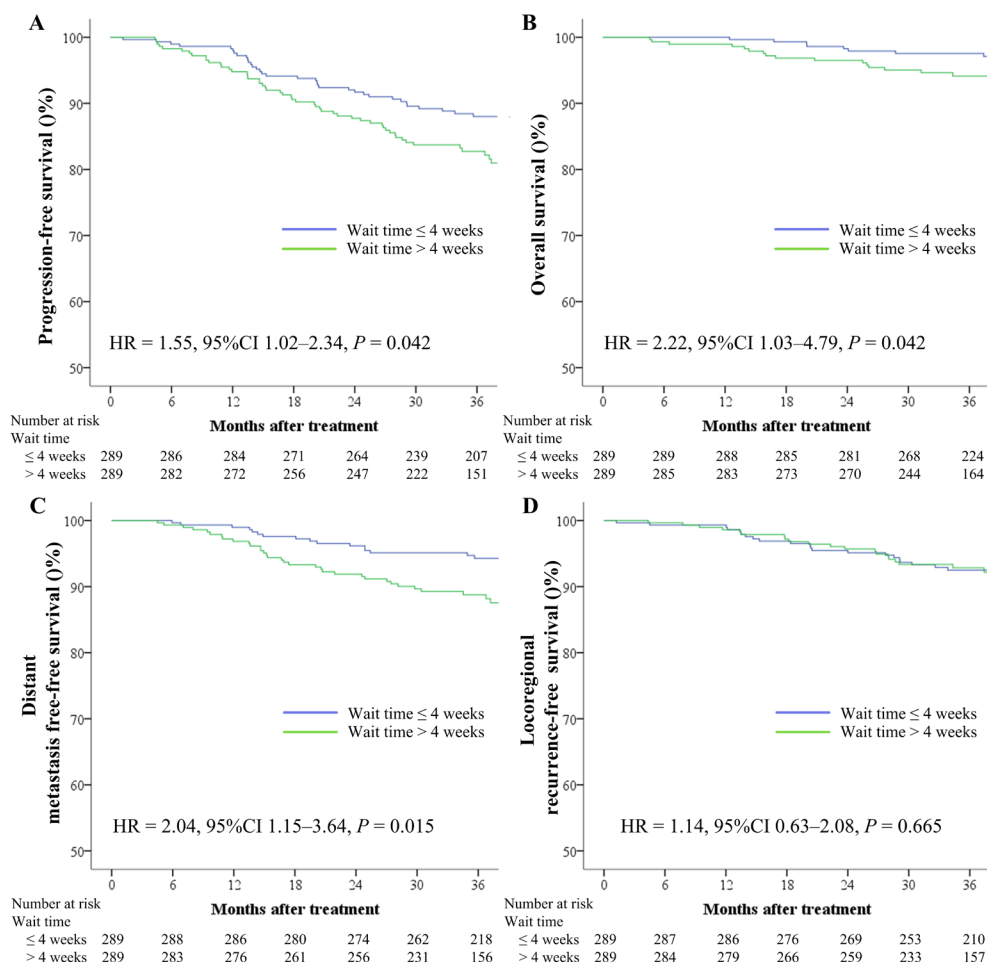 A
Progression-free survival ()%)
100
90
80
70
60
50
Wait time ≤ 4 weeks
Wait time > 4 weeks
HR = 1.55, 95%CI 1.02–2.34, P = 0.042
0 6 12 18 24 30 36
Number at risk
Months after treatment
Wait time
≤ 4 weeks 289 286 284 271 264 239 207
> 4 weeks 289 282 272 256 247 222 151
B
Overall survival ()%)
100
90
80
70
60
50
Wait time ≤ 4 weeks
Wait time > 4 weeks
HR = 2.22, 95%CI 1.03–4.79, P = 0.042
0 6 12 18 24 30 36
Number at risk
Months after treatment
Wait time
≤ 4 weeks 289 289 288 285 281 268 224
> 4 weeks 289 285 283 273 270 244 164
C
Distant
metastasis free-free survival ()%)
100
90
80
70
60
50
Wait time ≤ 4 weeks
Wait time > 4 weeks
HR = 2.04, 95%CI 1.15–3.64, P = 0.015
0 6 12 18 24 30 36
Number at risk
Months after treatment
Wait time
≤ 4 weeks 289 288 286 280 274 262 218
> 4 weeks 289 283 276 261 256 231 156
D
Locoregional
recurrence-free survival ()%)
100
90
80
70
60
50
Wait time ≤ 4 weeks
Wait time > 4 weeks
HR = 1.14, 95%CI 0.63–2.08, P = 0.665
0 6 12 18 24 30 36
Number at risk
Months after treatment
Wait time
≤ 4 weeks 289 287 286 276 269 253 210
> 4 weeks 289 284 279 266 259 233 157